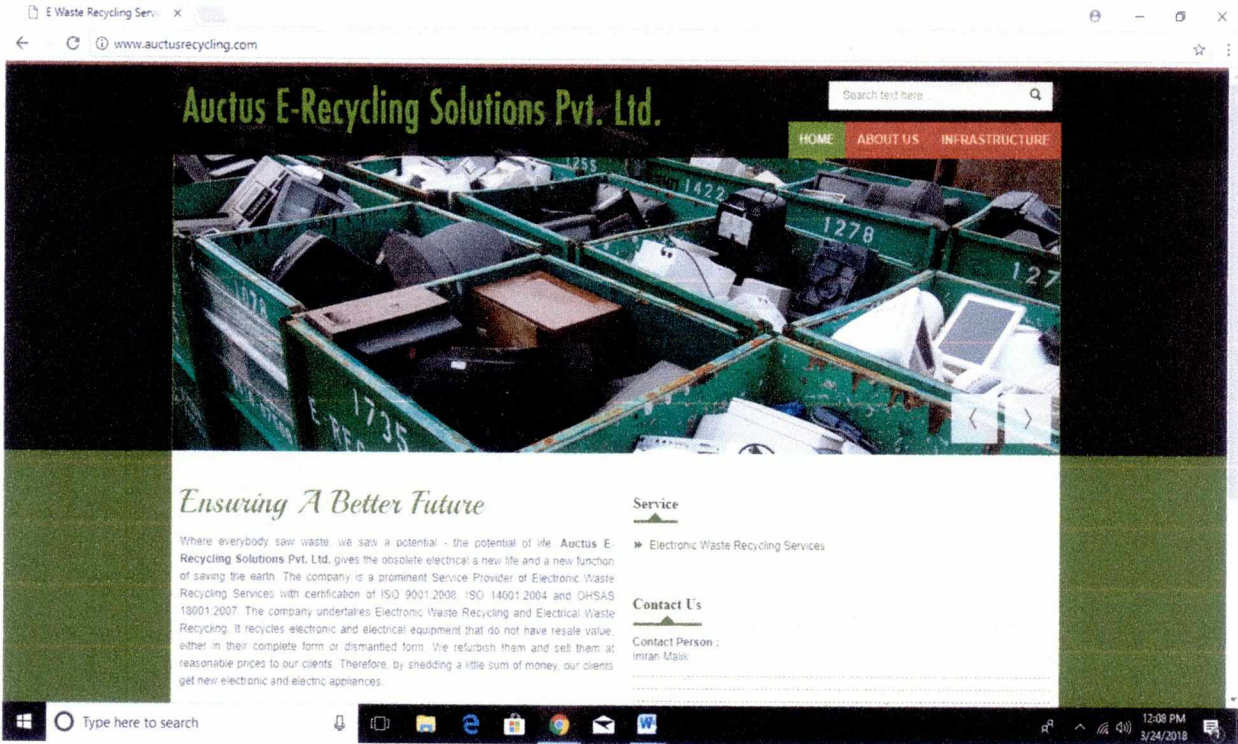 E Waste Recycling Serv
www.auctusrecycling.com
Auctus E-Recycling Solutions Pvt. Ltd.
Search text here
HOME ABOUT US INFRASTRUCTURE
1255
1422
1278
127
1078
1735
E RE
Ensuring A Better Future
Where everybody saw waste, we saw a potential - the potential of life. Auctus E-
Recycling Solutions Pvt. Ltd. gives the obsolete electrical a new life and a new function
of saving the earth. The company is a prominent Service Provider of Electronic Waste
Recycling Services with certification of ISO 9001:2008, ISO 14001:2004 and OHSAS
18001:2007. The company undertakes Electronic Waste Recycling and Electrical Waste
Recycling. It recycles electronic and electrical equipment that do not have resale value,
either in their complete form or dismantled form. We refurbish them and sell them at
reasonable prices to our clients. Therefore, by shedding a little sum of money, our clients
get new electronic and electric appliances.
Service
Electronic Waste Recycling Services
Contact Us
Contact Person :
Imran Malik
Type here to search
12:08 PM
3/24/2018